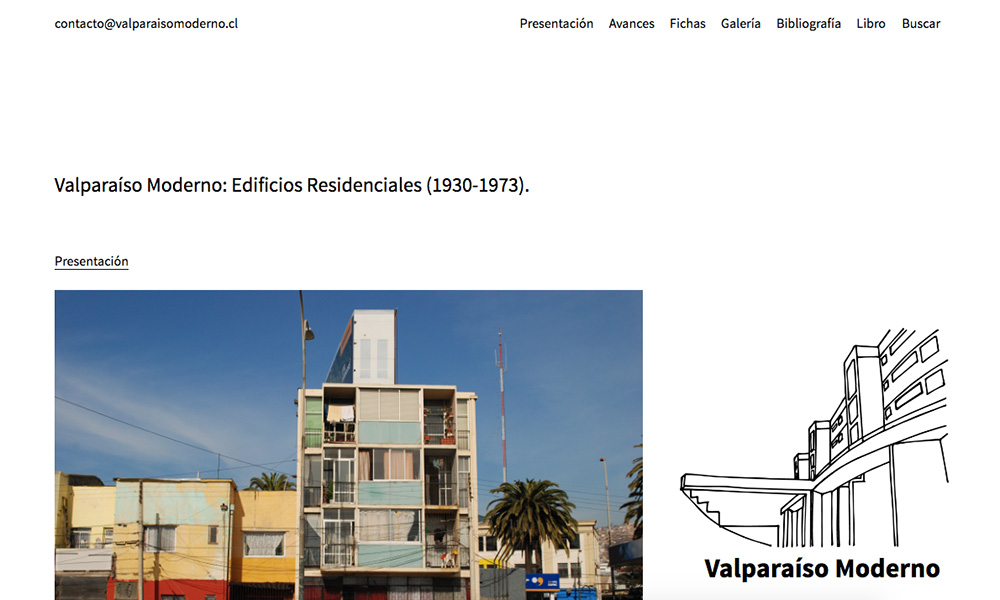 contacto@valparaisomoderno.cl
Presentación Avances Fichas Galería Bibliografía Libro Buscar
Valparaíso Moderno: Edificios Residenciales (1930-1973).
Presentación
Valparaíso Moderno